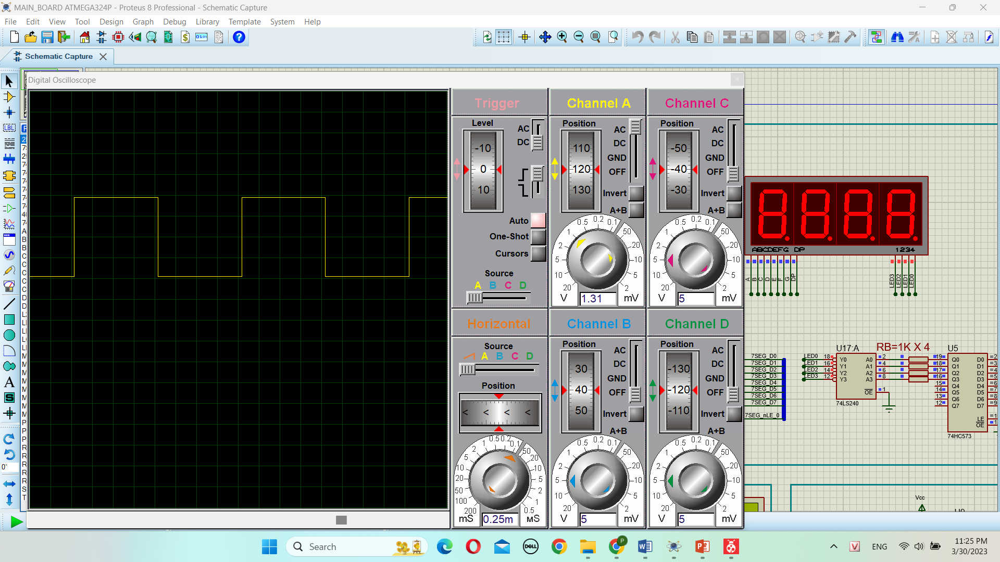 MAIN_BOARD ATMEGA324P - Proteus 8 Professional - Schematic Capture
File Edit View Tool Design Graph Debug Library Template System Help
Schematic Capture
Digital Oscilloscope
Trigger
Level
AC
DC
-10
0
10
Auto
One-Shot
Cursors
Source
A B C D
Channel A
Position
AC
DC
GND
OFF
110
120
130
Invert
A+B
20 10 5 2 1 0.5 0.2 0.1 50 20 10 5 2
V 1.31 mV
Channel C
Position
AC
DC
GND
OFF
-50
-40
-30
Invert
A+B
20 10 5 2 1 0.5 0.2 0.1 50 20 10 5 2
V 5 mV
Horizontal
Source
A B C D
Position
< < < <
200 100 50 20 10 5 2 1 0.5 0.2 0.1 50 20 10 5 2 1 0.5
mS 0.25m мS
Channel B
Position
AC
DC
GND
OFF
30
40
50
Invert
A+B
20 10 5 2 1 0.5 0.2 0.1 50 20 10 5 2
V 5 mV
Channel D
Position
AC
DC
GND
OFF
-130
-120
-110
Invert
A+B
20 10 5 2 1 0.5 0.2 0.1 50 20 10 5 2
V 5 mV
8.8.8.8.
ABCDEFG DP 1234
A B C D E F G DP
LED3 LED2 LED1 LED0
7SEG_D0
7SEG_D1
7SEG_D2
7SEG_D3
7SEG_D4
7SEG_D5
7SEG_D6
7SEG_D7
7SEG_nLE_0
U17:A
LED0 18 Y0 A0 2
LED1 16 Y1 A1 4
LED2 14 Y2 A2 6
LED3 12 Y3 A3 8
OE 1
74LS240
RB=1K X 4
U5
19 Q0 D0 2
18 Q1 D1 3
17 Q2 D2 4
16 Q3 D3 5
15 Q4 D4 6
14 Q5 D5 7
13 Q6 D6 8
12 Q7 D7 9
LE
OE 1
74HC573
Vcc
LBL
A
S
0°
Search
DELL
P
V
ENG
11:25 PM
3/30/2023